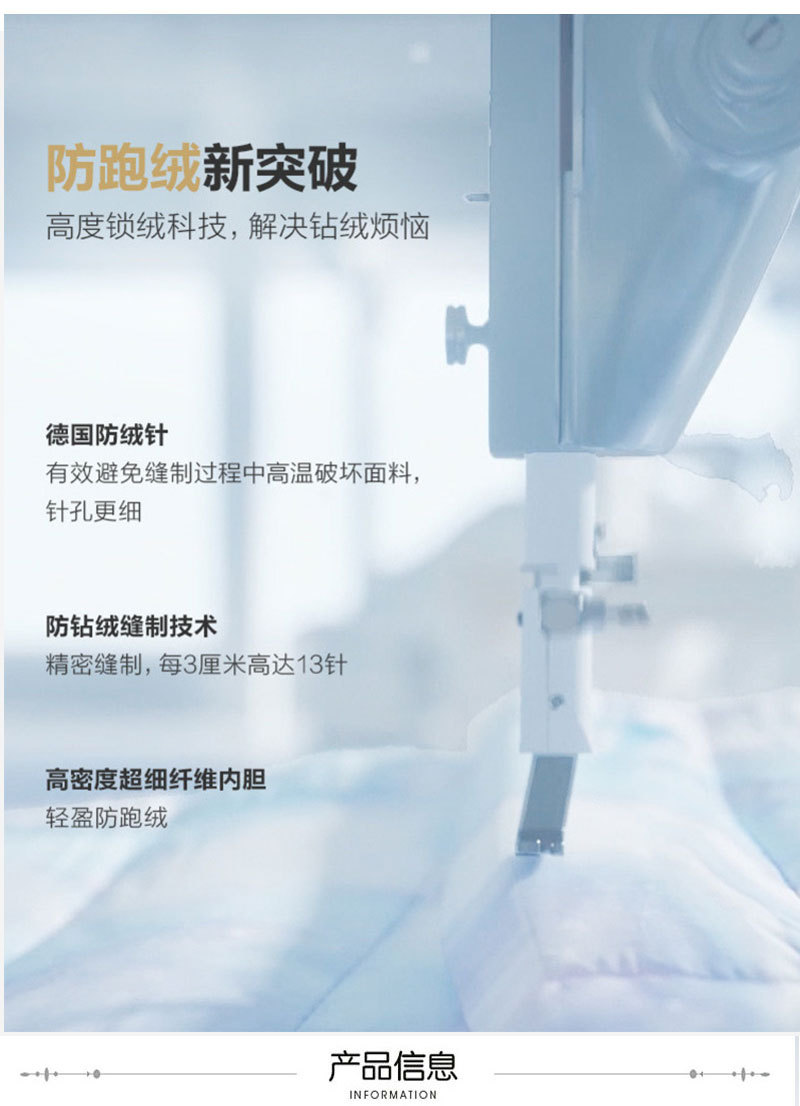 防跑绒新突破
高度锁绒科技，解决钻绒烦恼
德国防绒针
有效避免缝制过程中高温破坏面料，
针孔更细
防钻绒缝制技术
精密缝制，每3厘米高达13针
高密度超细纤维内胆
轻盈防跑绒
产品信息
INFORMATION